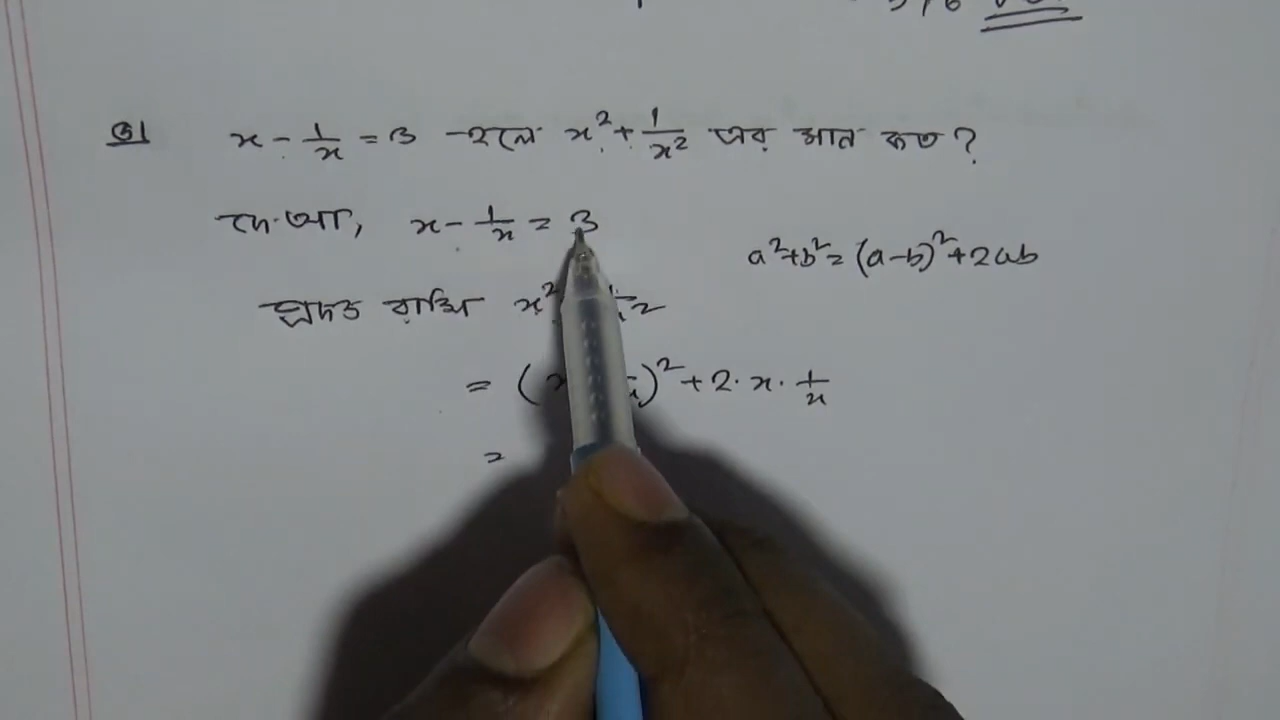 ৩। x - 1/x = 3 হলে x² + 1/x² এর মান কত?
দে.আ, x - 1/x = 3
a²+b² = (a-b)²+2ab
প্রদত্ত রাশি x²
= ( )² + 2·x·1/x
=